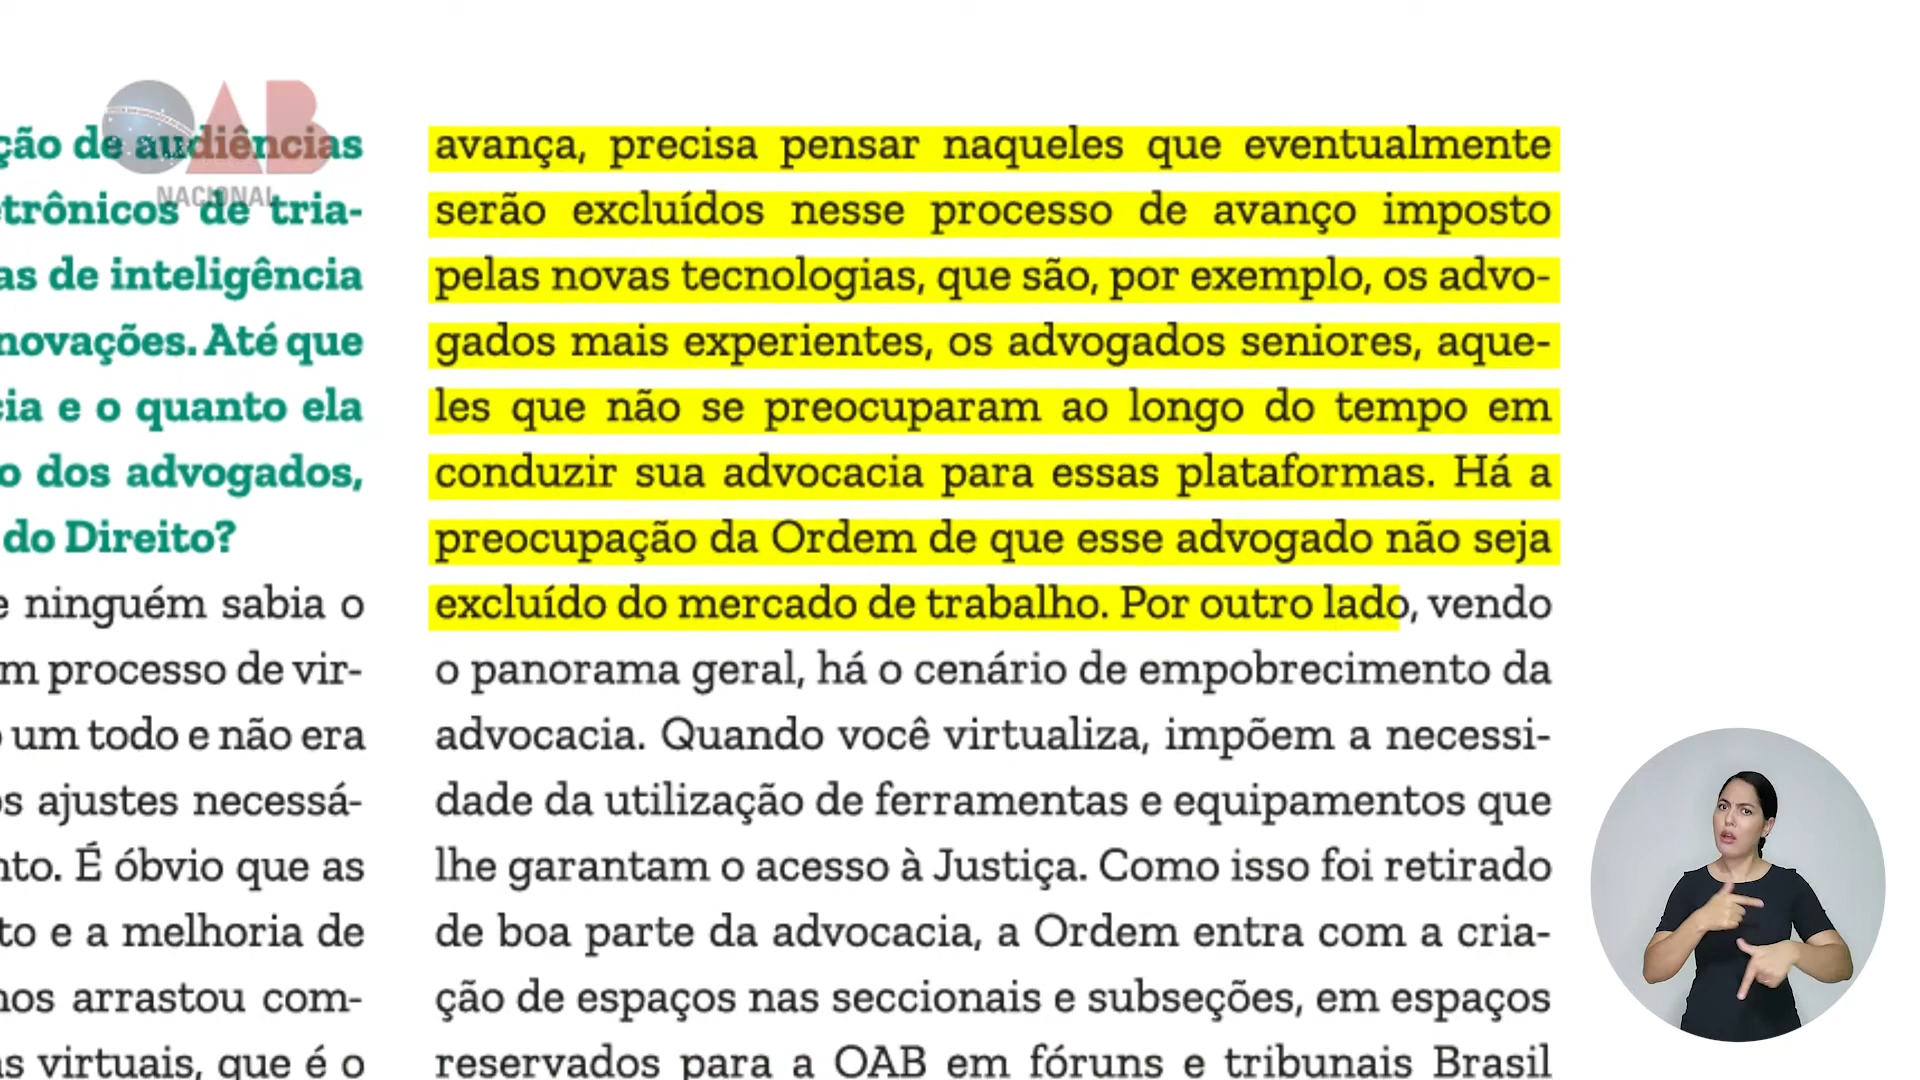 OAB
NACIONAL
ção de audiências
etrônicos de tria-
as de inteligência
novações. Até que
cia e o quanto ela
o dos advogados,
do Direito?
e ninguém sabia o
m processo de vir-
o um todo e não era
os ajustes necessá-
nto. É óbvio que as
to e a melhoria de
nos arrastou com-
as virtuais, que é o
avança, precisa pensar naqueles que eventualmente
serão excluídos nesse processo de avanço imposto
pelas novas tecnologias, que são, por exemplo, os advo-
gados mais experientes, os advogados seniores, aque-
les que não se preocuparam ao longo do tempo em
conduzir sua advocacia para essas plataformas. Há a
preocupação da Ordem de que esse advogado não seja
excluído do mercado de trabalho. Por outro lado, vendo
o panorama geral, há o cenário de empobrecimento da
advocacia. Quando você virtualiza, impõem a necessi-
dade da utilização de ferramentas e equipamentos que
lhe garantam o acesso à Justiça. Como isso foi retirado
de boa parte da advocacia, a Ordem entra com a cria-
ção de espaços nas seccionais e subseções, em espaços
reservados para a OAB em fóruns e tribunais Brasil